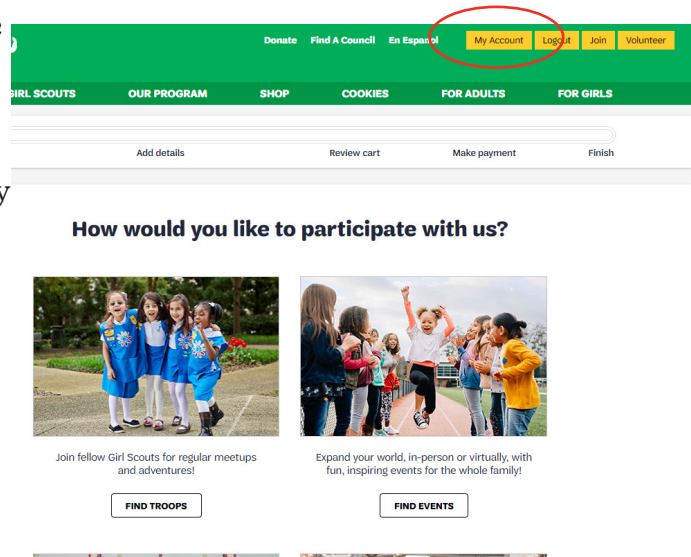 Donate Find A Council En Espanol My Account Logout Join Volunteer
GIRL SCOUTS OUR PROGRAM SHOP COOKIES FOR ADULTS FOR GIRLS
Add details Review cart Make payment Finish
y
How would you like to participate with us?
Join fellow Girl Scouts for regular meetups
and adventures!
FIND TROOPS
Expand your world, in-person or virtually, with
fun, inspiring events for the whole family!
FIND EVENTS